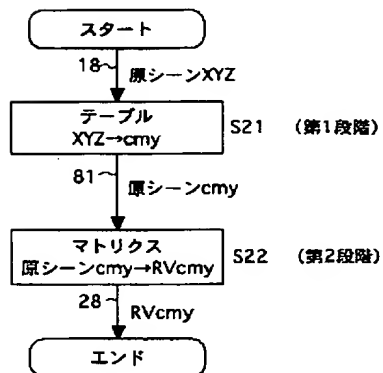 スタート
18 原シーンXYZ
テーブル
XYZ→cmy
S21 (第1段階)
81 原シーンcmy
マトリクス
原シーンcmy→RVcmy
S22 (第2段階)
28 RVcmy
エンド